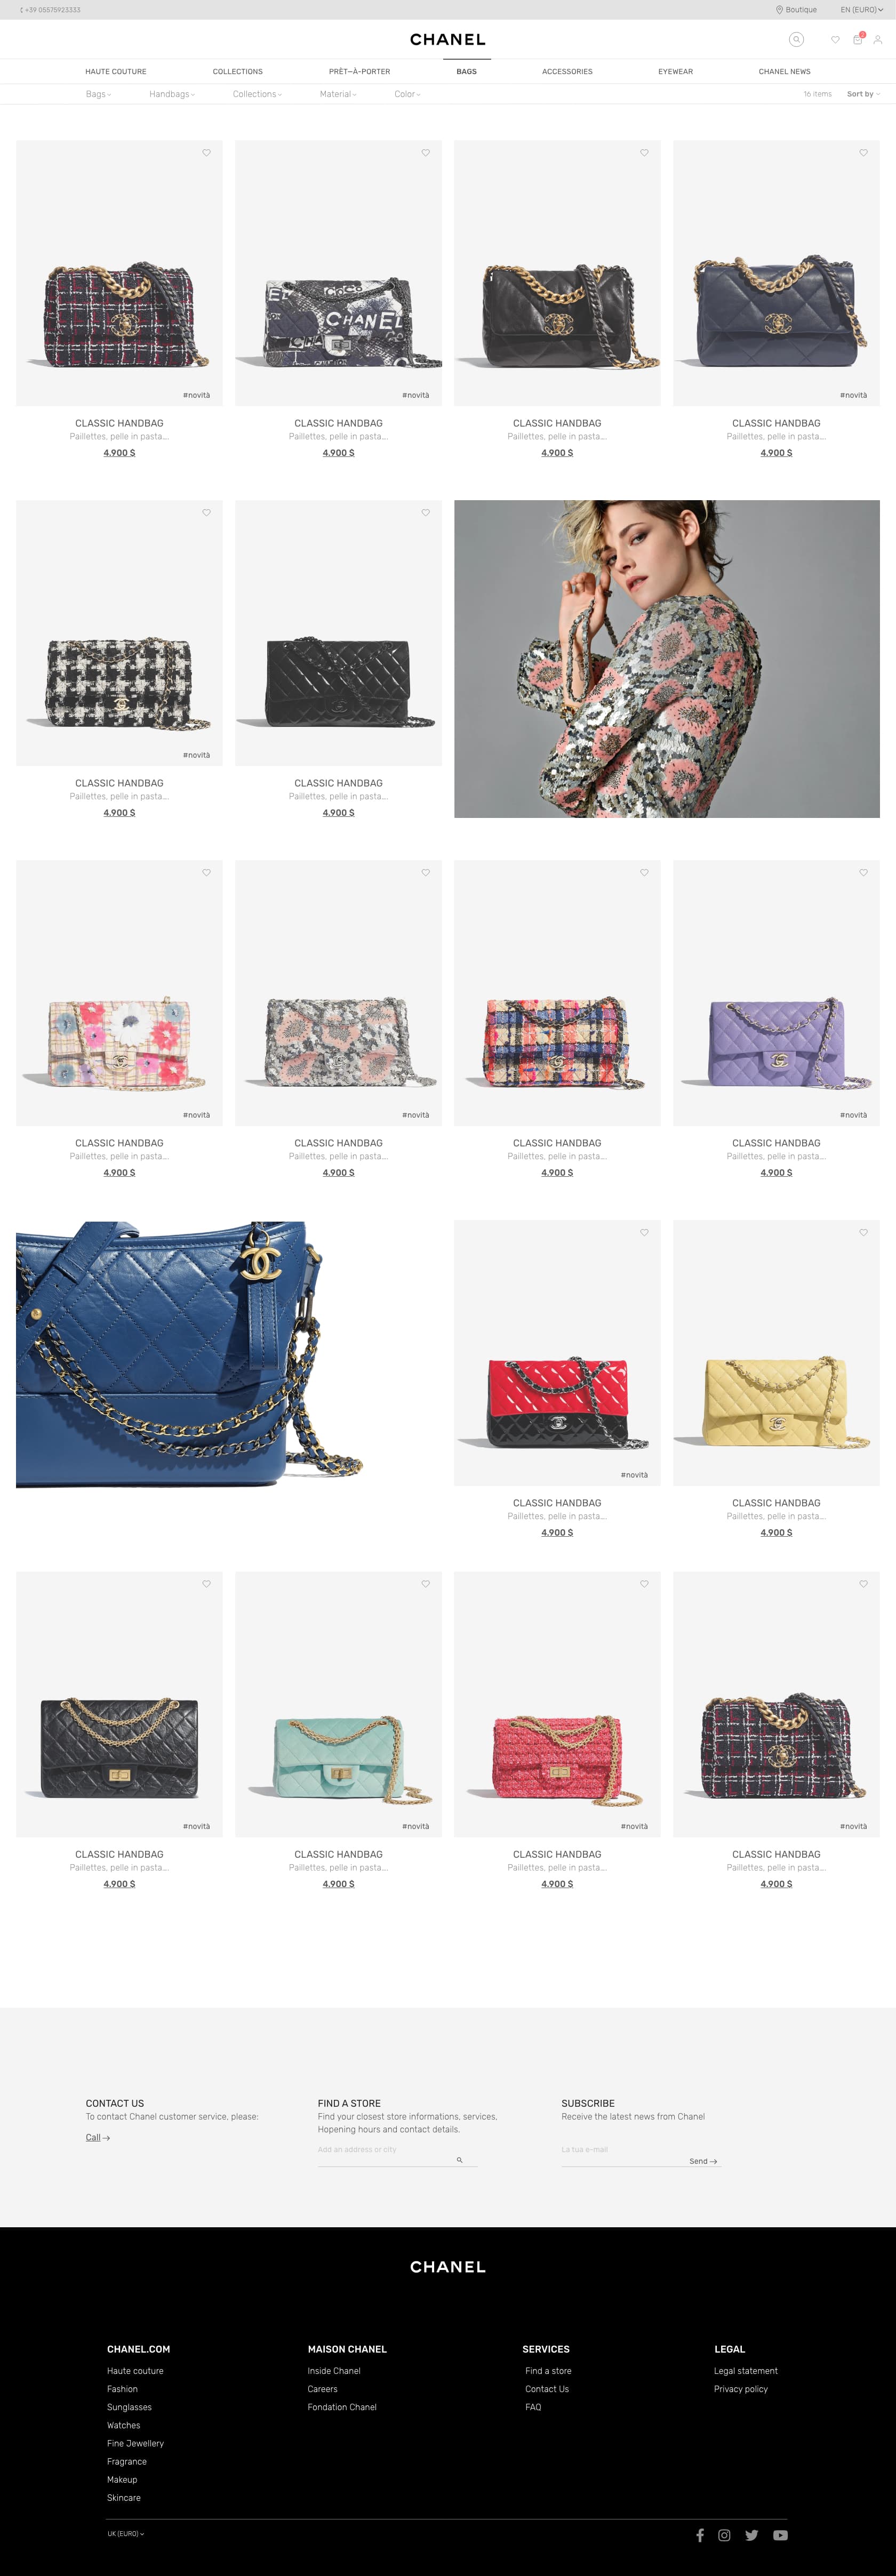 +39 05575923333
Boutique
EN (EURO)
CHANEL
2
HAUTE COUTURE
COLLECTIONS
PRÈT–À-PORTER
BAGS
ACCESSORIES
EYEWEAR
CHANEL NEWS
Bags
Handbags
Collections
Material
Color
16 items
Sort by
COCO
CHANEL
#novità
#novità
#novità
CLASSIC HANDBAG
Paillettes, pelle in pasta....
4.900 $
CLASSIC HANDBAG
Paillettes, pelle in pasta....
4.900 $
CLASSIC HANDBAG
Paillettes, pelle in pasta....
4.900 $
CLASSIC HANDBAG
Paillettes, pelle in pasta....
4.900 $
#novità
CLASSIC HANDBAG
Paillettes, pelle in pasta....
4.900 $
CLASSIC HANDBAG
Paillettes, pelle in pasta....
4.900 $
#novità
#novità
#novità
CLASSIC HANDBAG
Paillettes, pelle in pasta....
4.900 $
CLASSIC HANDBAG
Paillettes, pelle in pasta....
4.900 $
CLASSIC HANDBAG
Paillettes, pelle in pasta....
4.900 $
CLASSIC HANDBAG
Paillettes, pelle in pasta....
4.900 $
#novità
CLASSIC HANDBAG
Paillettes, pelle in pasta....
4.900 $
CLASSIC HANDBAG
Paillettes, pelle in pasta....
4.900 $
#novità
#novità
#novità
#novità
CLASSIC HANDBAG
Paillettes, pelle in pasta....
4.900 $
CLASSIC HANDBAG
Paillettes, pelle in pasta....
4.900 $
CLASSIC HANDBAG
Paillettes, pelle in pasta....
4.900 $
CLASSIC HANDBAG
Paillettes, pelle in pasta....
4.900 $
CONTACT US
To contact Chanel customer service, please:
Call
FIND A STORE
Find your closest store informations, services,
Hopening hours and contact details.
Add an address or city
SUBSCRIBE
Receive the latest news from Chanel
La tua e-mail
Send
CHANEL
CHANEL.COM
Haute couture
Fashion
Sunglasses
Watches
Fine Jewellery
Fragrance
Makeup
Skincare
MAISON CHANEL
Inside Chanel
Careers
Fondation Chanel
SERVICES
Find a store
Contact Us
FAQ
LEGAL
Legal statement
Privacy policy
UK (EURO)